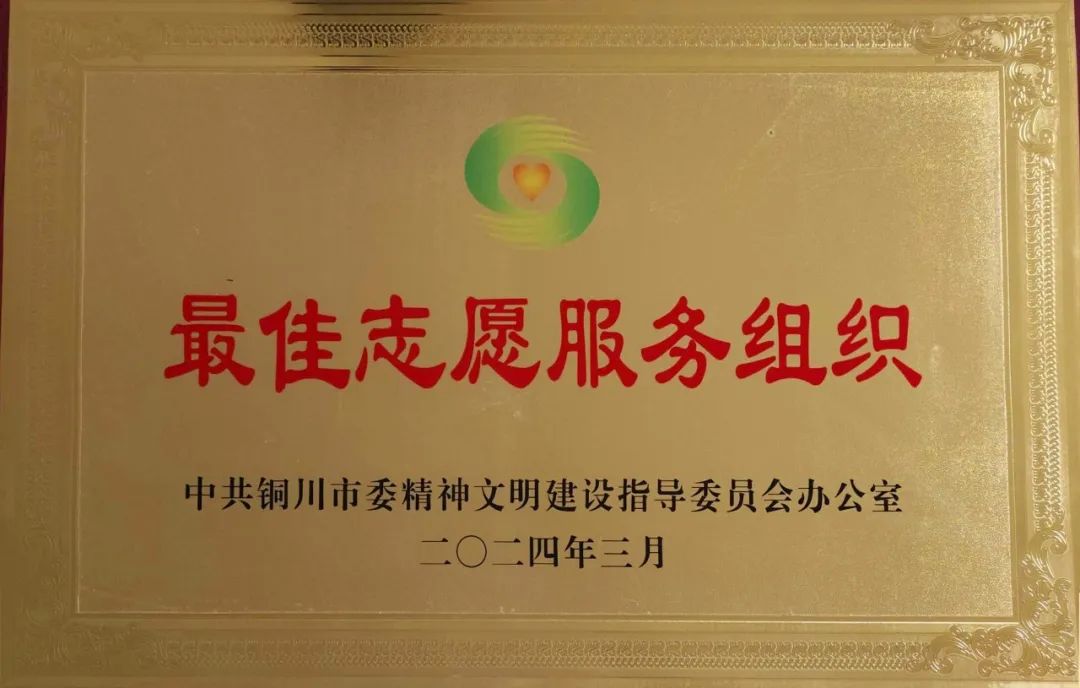 最佳志愿服务组织
中共铜川市委精神文明建设指导委员会办公室
二〇二四年三月